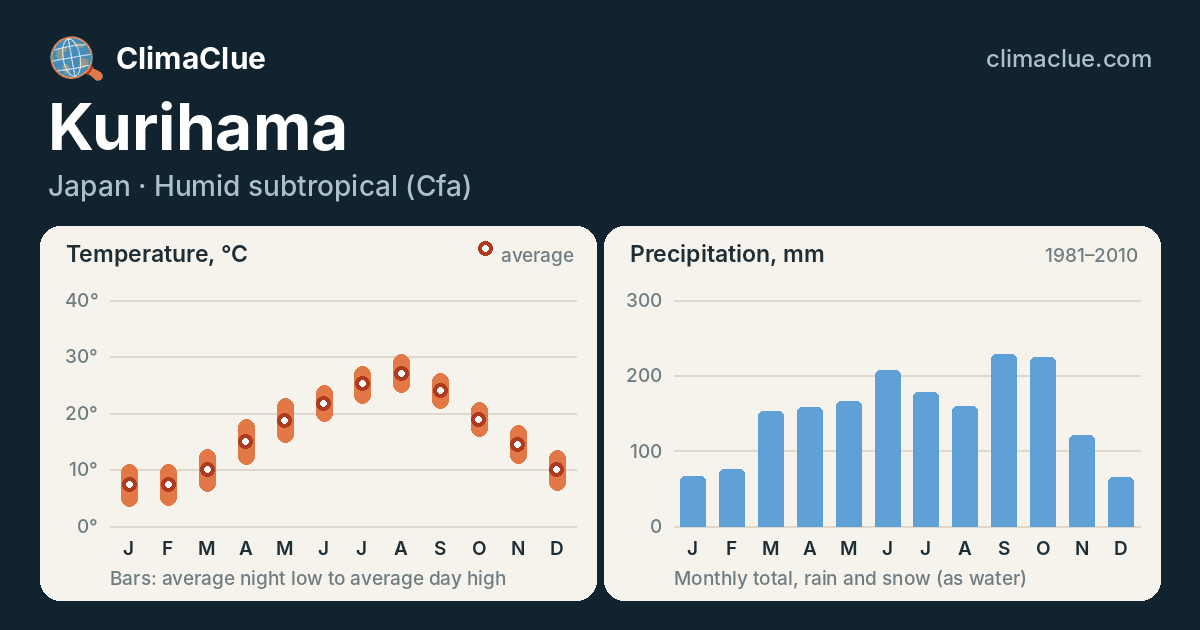 ClimaClue
climaclue.com
Kurihama
Japan · Humid subtropical (Cfa)
Temperature, °C
average
40°
30°
20°
10°
0°
J F M A M J J A S O N D
Bars: average night low to average day high
Precipitation, mm
1981–2010
300
200
100
0
J F M A M J J A S O N D
Monthly total, rain and snow (as water)